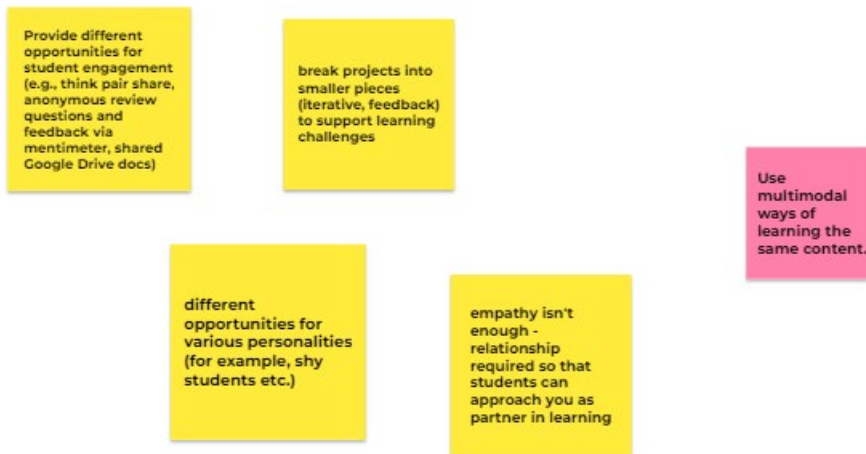 Provide different
opportunities for
student engagement
(e.g., think pair share,
anonymous review
questions and
feedback via
mentimeter, shared
Google Drive docs)
break projects into
smaller pieces
(iterative, feedback)
to support learning
challenges
Use
multimodal
ways of
learning the
same content.
different
opportunities for
various personalities
(for example, shy
students etc.)
empathy isn't
enough -
relationship
required so that
students can
approach you as
partner in learning